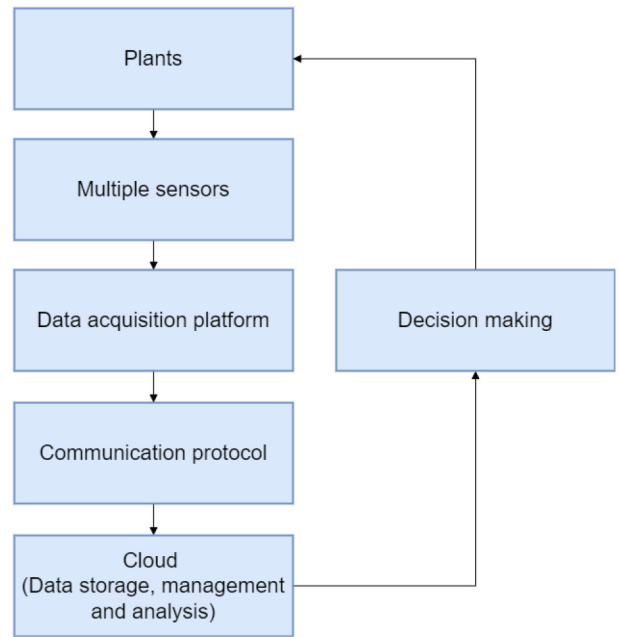 Plants
Multiple sensors
Data acquisition platform
Decision making
Communication protocol
Cloud
(Data storage, management
and analysis)